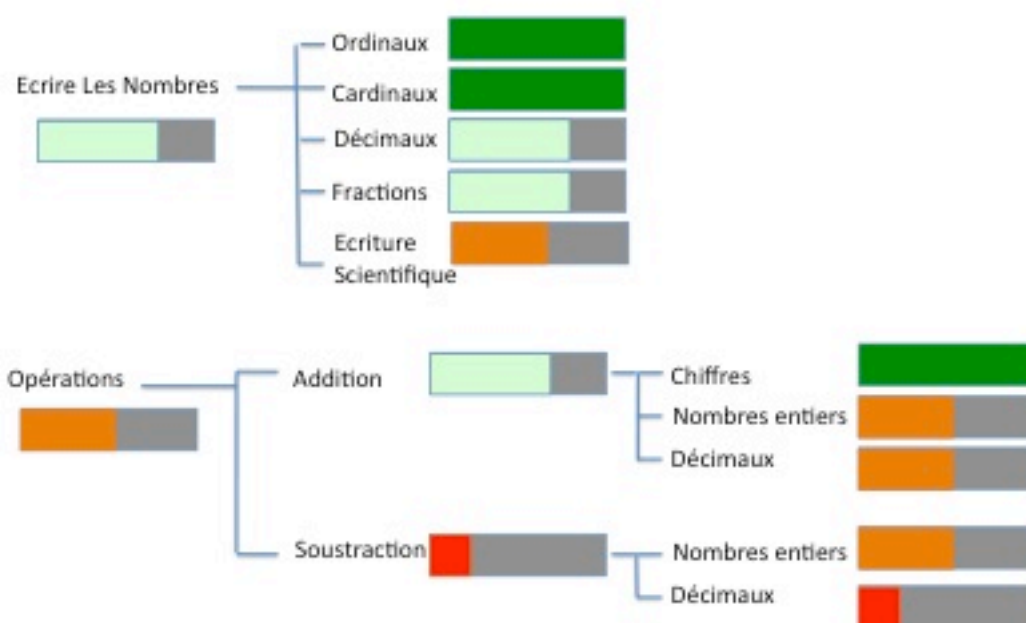 Ordinaux
Ecrire Les Nombres
Cardinaux
Décimaux
Fractions
Ecriture
Scientifique
Opérations
Addition
Chiffres
Nombres entiers
Décimaux
Soustraction
Nombres entiers
Décimaux